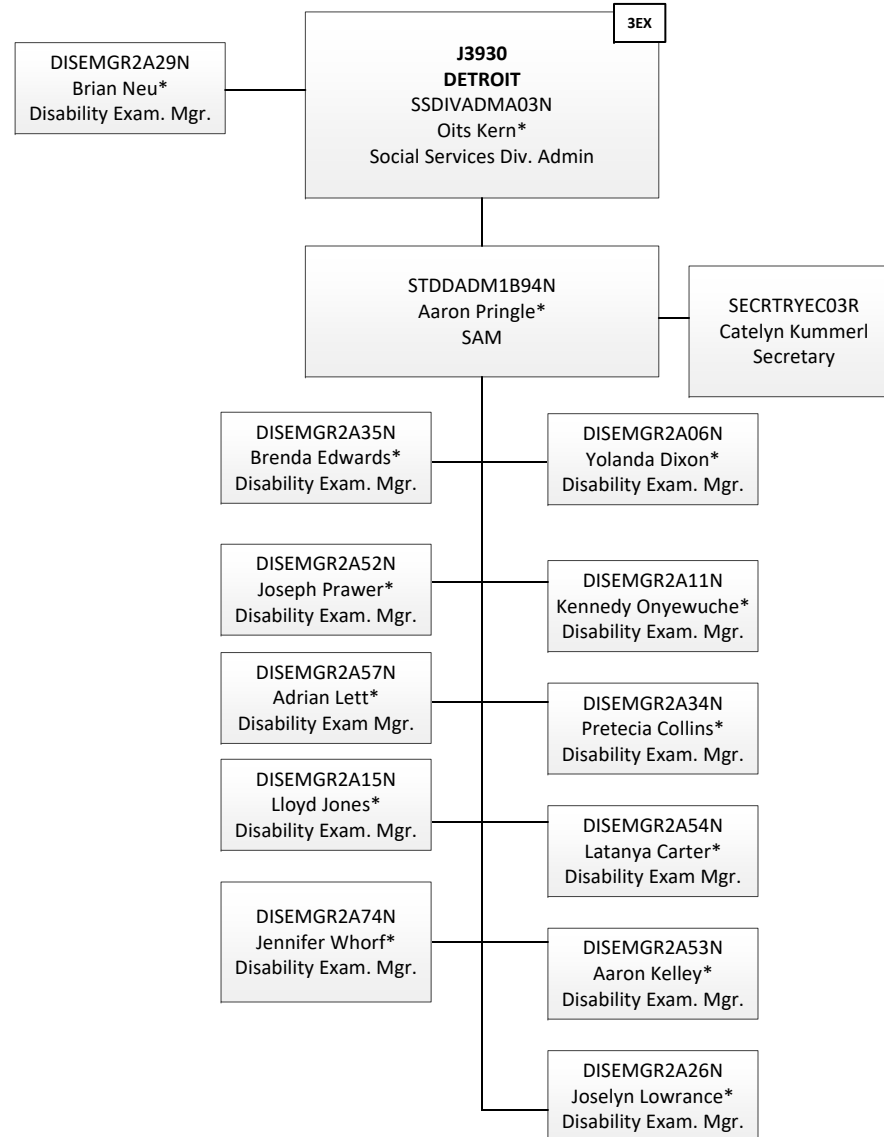 3EX
DISEMGR2A29N
Brian Neu*
Disability Exam. Mgr.
J3930
DETROIT
SSDIVADMA03N
Oits Kern*
Social Services Div. Admin
STDDADM1B94N
Aaron Pringle*
SAM
SECRTRYEC03R
Catelyn Kummerl
Secretary
DISEMGR2A35N
Brenda Edwards*
Disability Exam. Mgr.
DISEMGR2A06N
Yolanda Dixon*
Disability Exam. Mgr.
DISEMGR2A52N
Joseph Prawer*
Disability Exam. Mgr.
DISEMGR2A11N
Kennedy Onyewuche*
Disability Exam. Mgr.
DISEMGR2A57N
Adrian Lett*
Disability Exam Mgr.
DISEMGR2A34N
Pretecia Collins*
Disability Exam. Mgr.
DISEMGR2A15N
Lloyd Jones*
Disability Exam. Mgr.
DISEMGR2A54N
Latanya Carter*
Disability Exam Mgr.
DISEMGR2A74N
Jennifer Whorf*
Disability Exam. Mgr.
DISEMGR2A53N
Aaron Kelley*
Disability Exam. Mgr.
DISEMGR2A26N
Joselyn Lowrance*
Disability Exam. Mgr.